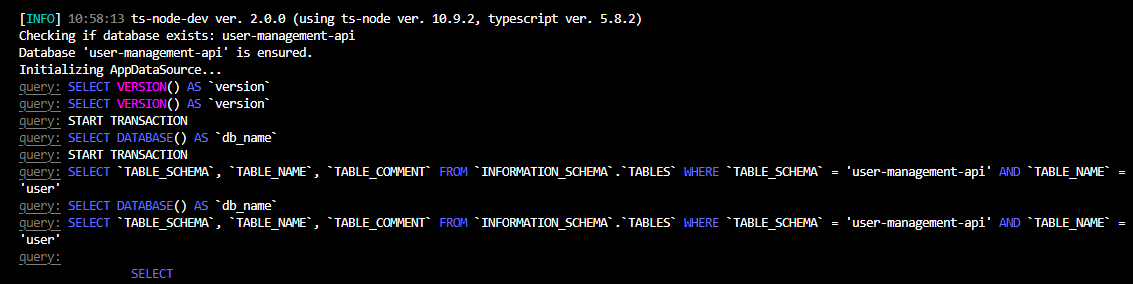 [INFO] 10:58:13 ts-node-dev ver. 2.0.0 (using ts-node ver. 10.9.2, typescript ver. 5.8.2)
Checking if database exists: user-management-api
Database 'user-management-api' is ensured.
Initializing AppDataSource...
query: SELECT VERSION() AS `version`
query: SELECT VERSION() AS `version`
query: START TRANSACTION
query: SELECT DATABASE() AS `db_name`
query: START TRANSACTION
query: SELECT `TABLE_SCHEMA`, `TABLE_NAME`, `TABLE_COMMENT` FROM `INFORMATION_SCHEMA`.`TABLES` WHERE `TABLE_SCHEMA` = 'user-management-api' AND `TABLE_NAME` =
'user'
query: SELECT DATABASE() AS `db_name`
query: SELECT `TABLE_SCHEMA`, `TABLE_NAME`, `TABLE_COMMENT` FROM `INFORMATION_SCHEMA`.`TABLES` WHERE `TABLE_SCHEMA` = 'user-management-api' AND `TABLE_NAME` =
'user'
query:
SELECT